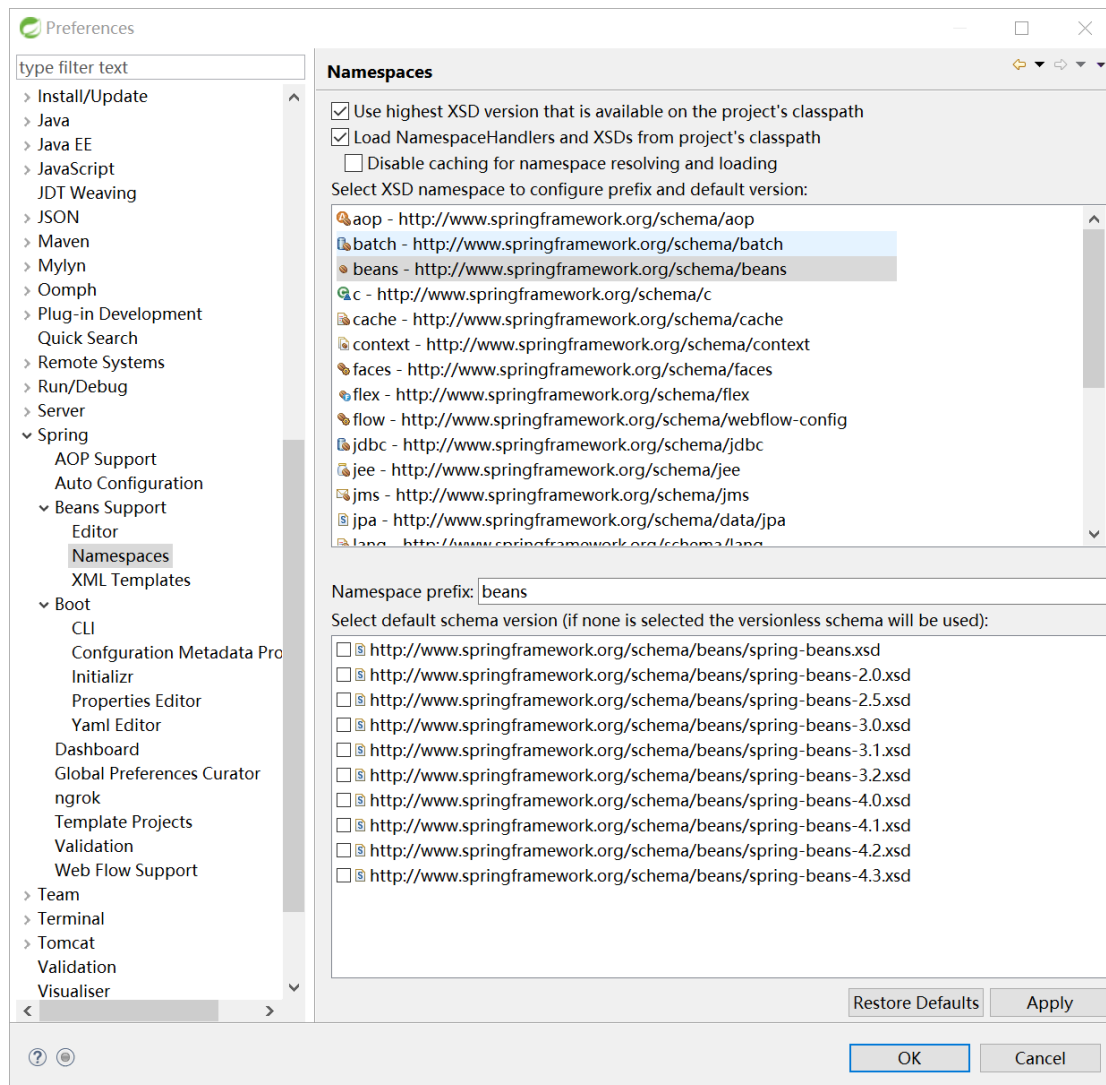 Preferences
type filter text
Install/Update
Java
Java EE
JavaScript
JDT Weaving
JSON
Maven
Mylyn
Oomph
Plug-in Development
Quick Search
Remote Systems
Run/Debug
Server
Spring
AOP Support
Auto Configuration
Beans Support
Editor
Namespaces
XML Templates
Boot
CLI
Confguration Metadata Pro
Initializr
Properties Editor
Yaml Editor
Dashboard
Global Preferences Curator
ngrok
Template Projects
Validation
Web Flow Support
Team
Terminal
Tomcat
Validation
Visualiser
Namespaces
Use highest XSD version that is available on the project's classpath
Load NamespaceHandlers and XSDs from project's classpath
Disable caching for namespace resolving and loading
Select XSD namespace to configure prefix and default version:
aop - http://www.springframework.org/schema/aop
batch - http://www.springframework.org/schema/batch
beans - http://www.springframework.org/schema/beans
c - http://www.springframework.org/schema/c
cache - http://www.springframework.org/schema/cache
context - http://www.springframework.org/schema/context
faces - http://www.springframework.org/schema/faces
flex - http://www.springframework.org/schema/flex
flow - http://www.springframework.org/schema/webflow-config
jdbc - http://www.springframework.org/schema/jdbc
jee - http://www.springframework.org/schema/jee
jms - http://www.springframework.org/schema/jms
jpa - http://www.springframework.org/schema/data/jpa
lang - http://www.springframework.org/schema/lang
Namespace prefix: beans
Select default schema version (if none is selected the versionless schema will be used):
http://www.springframework.org/schema/beans/spring-beans.xsd
http://www.springframework.org/schema/beans/spring-beans-2.0.xsd
http://www.springframework.org/schema/beans/spring-beans-2.5.xsd
http://www.springframework.org/schema/beans/spring-beans-3.0.xsd
http://www.springframework.org/schema/beans/spring-beans-3.1.xsd
http://www.springframework.org/schema/beans/spring-beans-3.2.xsd
http://www.springframework.org/schema/beans/spring-beans-4.0.xsd
http://www.springframework.org/schema/beans/spring-beans-4.1.xsd
http://www.springframework.org/schema/beans/spring-beans-4.2.xsd
http://www.springframework.org/schema/beans/spring-beans-4.3.xsd
Restore Defaults Apply
OK Cancel